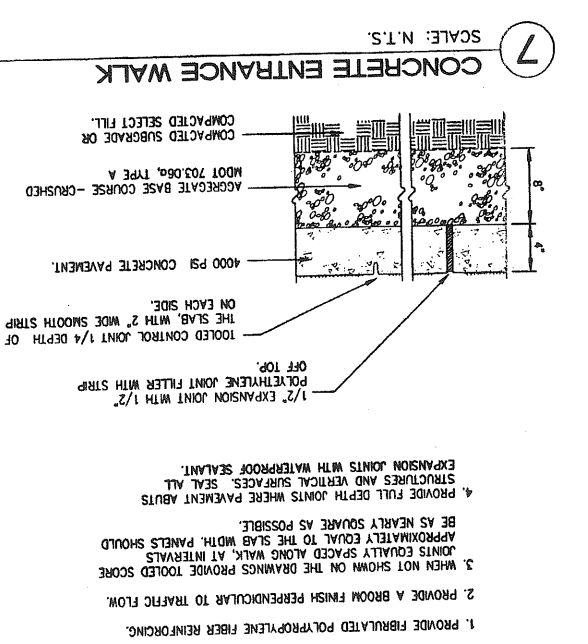 1. PROVIDE FIBRULATED POLYPROPYLENE FIBER REINFORCING.
2. PROVIDE A BROOM FINISH PERPENDICULAR TO TRAFFIC FLOW.
3. WHEN NOT SHOWN ON THE DRAWINGS PROVIDE TOOLED SCORE
JOINTS EQUALLY SPACED ALONG WALK, AT INTERVALS
APPROXIMATELY EQUAL TO THE SLAB WIDTH. PANELS SHOULD
BE AS NEARLY SQUARE AS POSSIBLE.
4. PROVIDE FULL DEPTH JOINTS WHERE PAVEMENT ABUTS
STRUCTURES AND VERTICAL SURFACES. SEAL ALL
EXPANSION JOINTS WITH WATERPROOF SEALANT.
1/2" EXPANSION JOINT WITH 1/2"
POLYETHYLENE JOINT FILLER WITH STRIP
OFF TOP.
TOOLED CONTROL JOINT 1/4 DEPTH OF
THE SLAB, WITH 2" WIDE SMOOTH STRIP
ON EACH SIDE.
4"
4000 PSI CONCRETE PAVEMENT.
8"
AGGREGATE BASE COURSE -CRUSHED
MDOT 703.06a, TYPE A
COMPACTED SUBGRADE OR
COMPACTED SELECT FILL.
7
CONCRETE ENTRANCE WALK
SCALE: N.T.S.